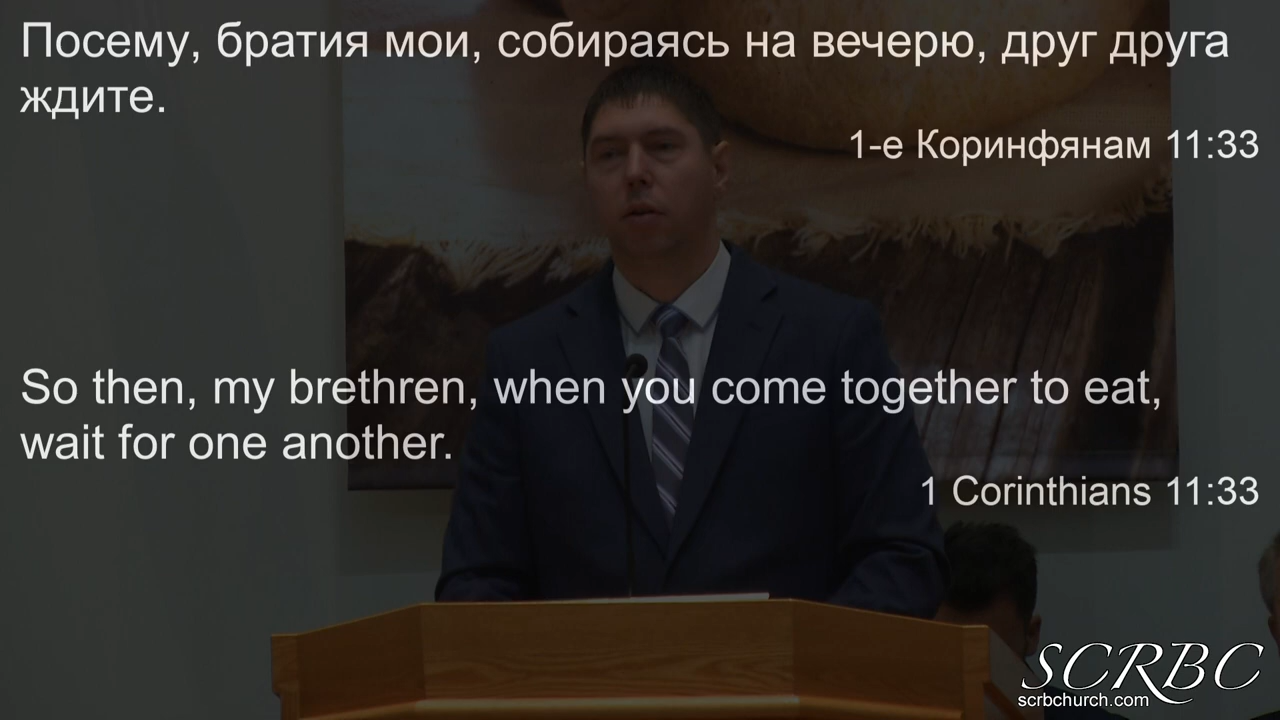 Посему, братия мои, собираясь на вечерю, друг друга
ждите.
1-е Коринфянам 11:33
So then, my brethren, when you come together to eat,
wait for one another.
1 Corinthians 11:33
SCRBC
scrbchurch.com